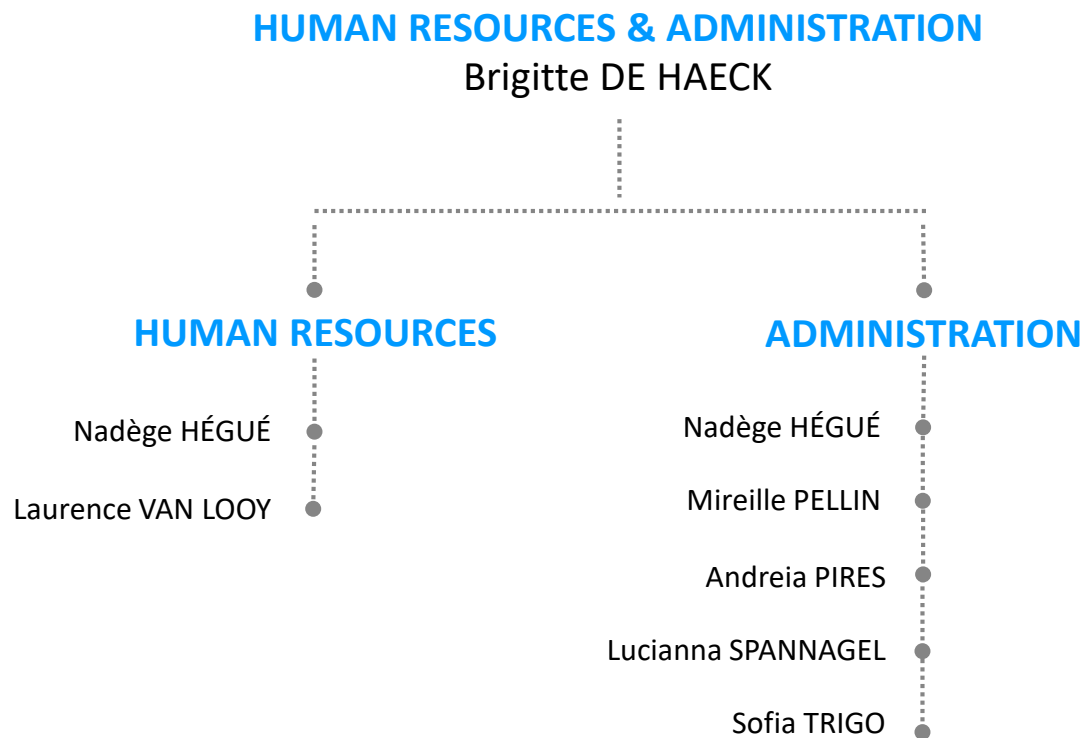 HUMAN RESOURCES & ADMINISTRATION
Brigitte DE HAECK
HUMAN RESOURCES
Nadège HÉGUÉ
Laurence VAN LOOY
ADMINISTRATION
Nadège HÉGUÉ
Mireille PELLIN
Andreia PIRES
Lucianna SPANNAGEL
Sofia TRIGO